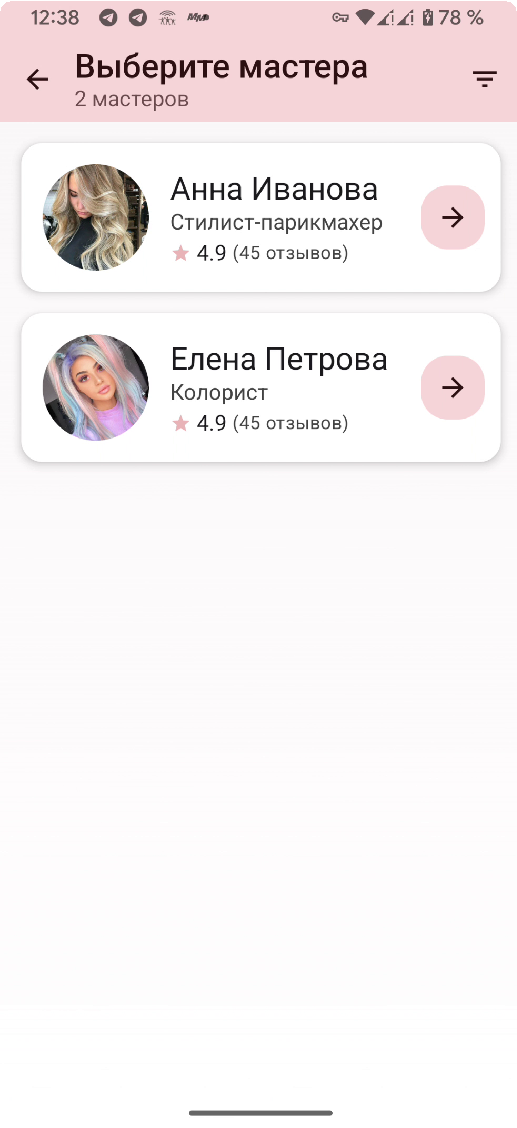 12:38
78 %
Выберите мастера
2 мастеров
Анна Иванова
Стилист-парикмахер
4.9 (45 отзывов)
Елена Петрова
Колорист
4.9 (45 отзывов)